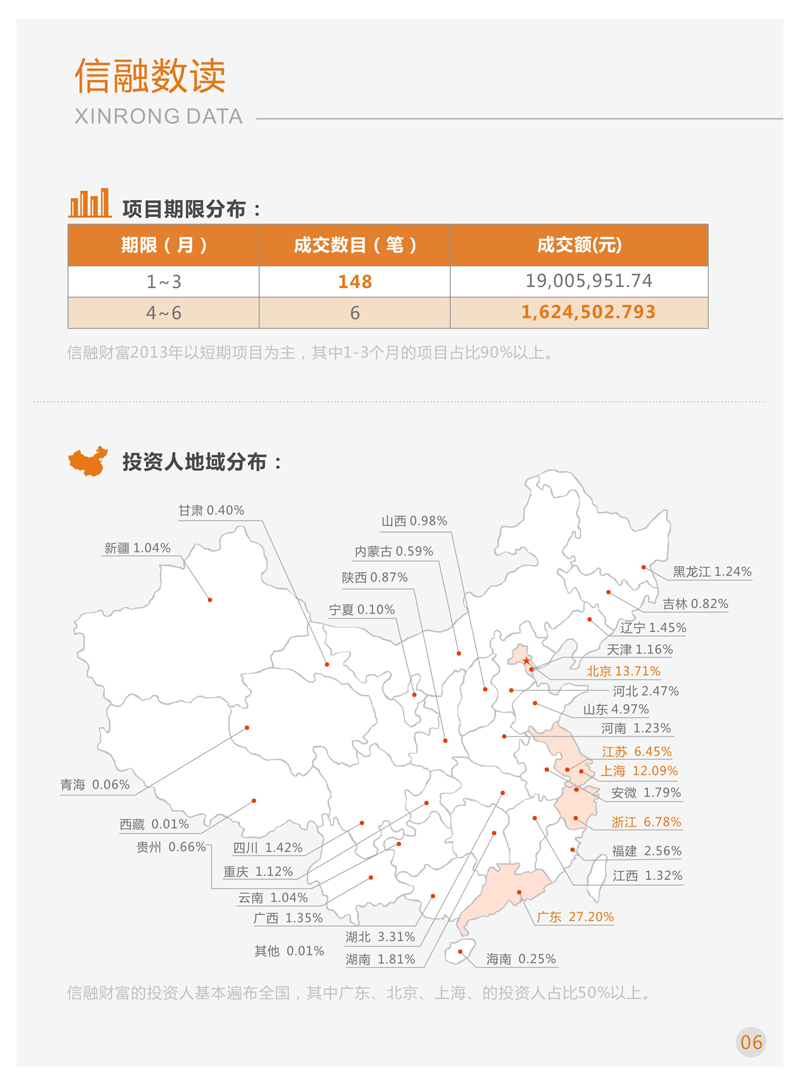 信融数读
XINRONG DATA
项目期限分布：
期限（月） 成交数目（笔） 成交额(元)
1~3 148 19,005,951.74
4~6 6 1,624,502.793
信融财富2013年以短期项目为主，其中1-3个月的项目占比90%以上。
投资人地域分布：
甘肃 0.40%
山西 0.98%
新疆 1.04%
内蒙古 0.59%
陕西 0.87%
宁夏 0.10%
黑龙江 1.24%
吉林 0.82%
辽宁 1.45%
天津 1.16%
北京 13.71%
河北 2.47%
山东 4.97%
河南 1.23%
江苏 6.45%
上海 12.09%
安微 1.79%
浙江 6.78%
福建 2.56%
江西 1.32%
广东 27.20%
青海 0.06%
西藏 0.01%
贵州 0.66%
四川 1.42%
重庆 1.12%
云南 1.04%
广西 1.35%
湖北 3.31%
其他 0.01%
湖南 1.81%
海南 0.25%
信融财富的投资人基本遍布全国，其中广东、北京、上海、的投资人占比50%以上。
06